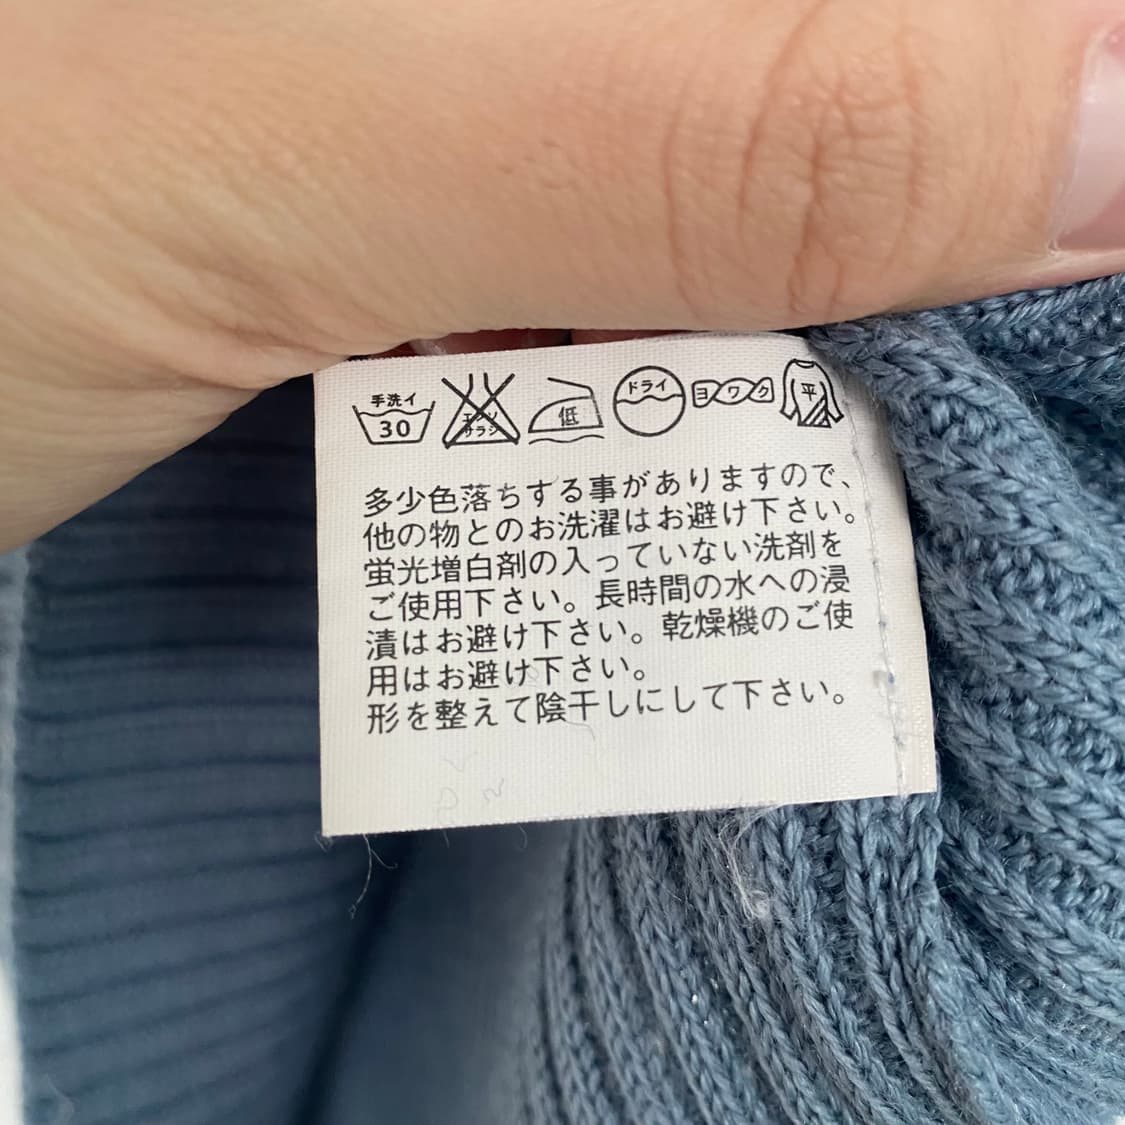 手洗イ 30 エンソサラシ 低 ドライ ヨワク 平
多少色落ちする事がありますので、
他の物とのお洗濯はお避け下さい。
蛍光増白剤の入っていない洗剤を
ご使用下さい。長時間の水への浸
漬はお避け下さい。乾燥機のご使
用はお避け下さい。
形を整えて陰干しにして下さい。